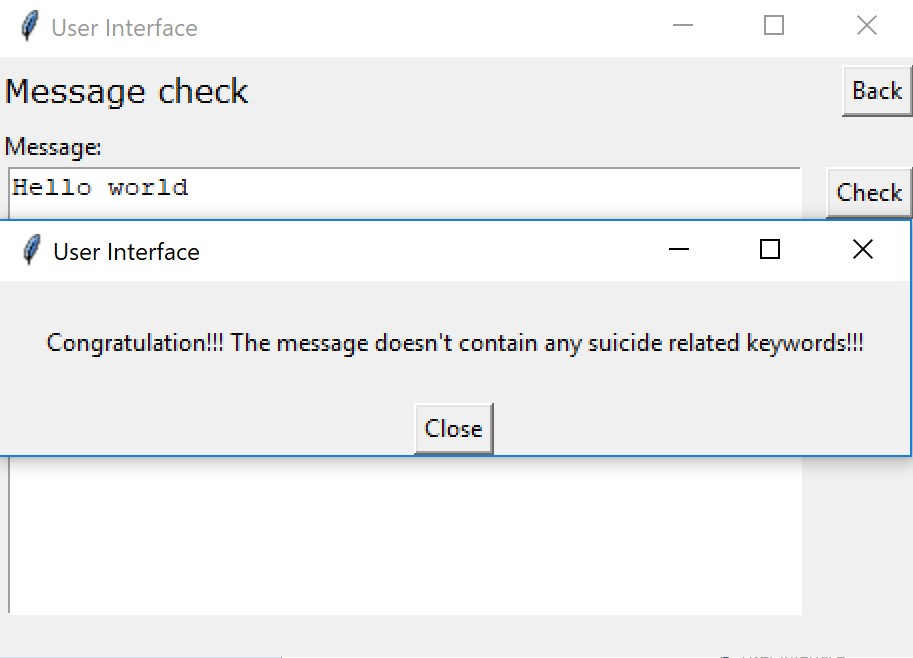 User Interface
Message check
Back
Message:
Hello world
Check
User Interface
Congratulation!!! The message doesn't contain any suicide related keywords!!!
Close